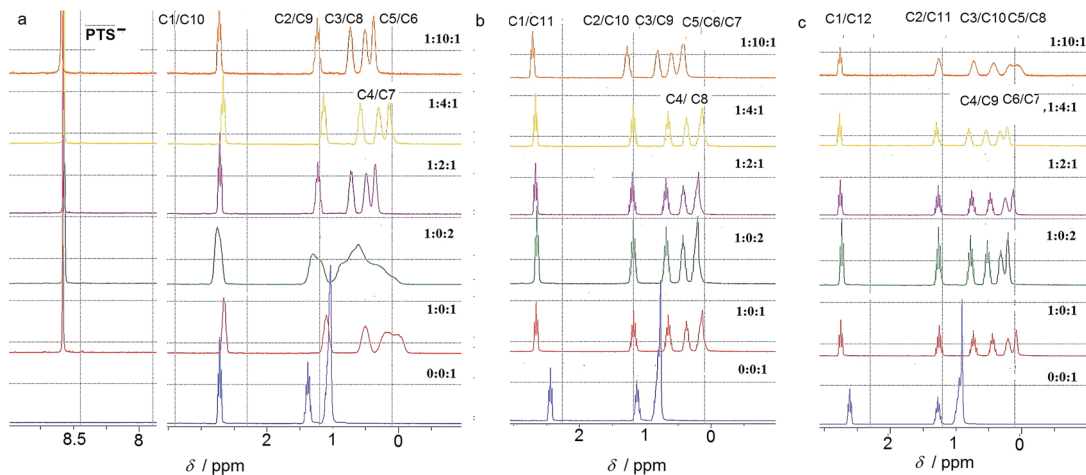 a
PTS⁻
C1/C10
C2/C9
C3/C8
C5/C6
1:10:1
C4/C7
1:4:1
1:2:1
1:0:2
1:0:1
0:0:1
8.5
8
2
1
0
δ / ppm
δ / ppm
b
C1/C11
C2/C10
C3/C9
C5/C6/C7
1:10:1
C4/ C8
1:4:1
1:2:1
1:0:2
1:0:1
0:0:1
3
2
1
0
δ / ppm
c
C1/C12
C2/C11
C3/C10
C5/C8
1:10:1
C4/C9
C6/C7
1:4:1
1:2:1
1:0:2
1:0:1
0:0:1
3
2
1
0
δ / ppm